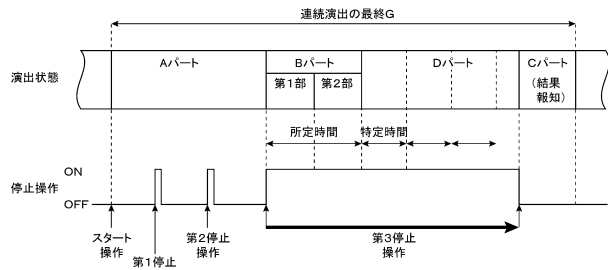 連続演出の最終G
演出状態
Aパート
Bパート
第1部
第2部
Dパート
Cパート
(結果
報知)
所定時間
特定時間
停止操作
ON
OFF
スタート
操作
第1停止
第2停止
操作
第3停止
操作